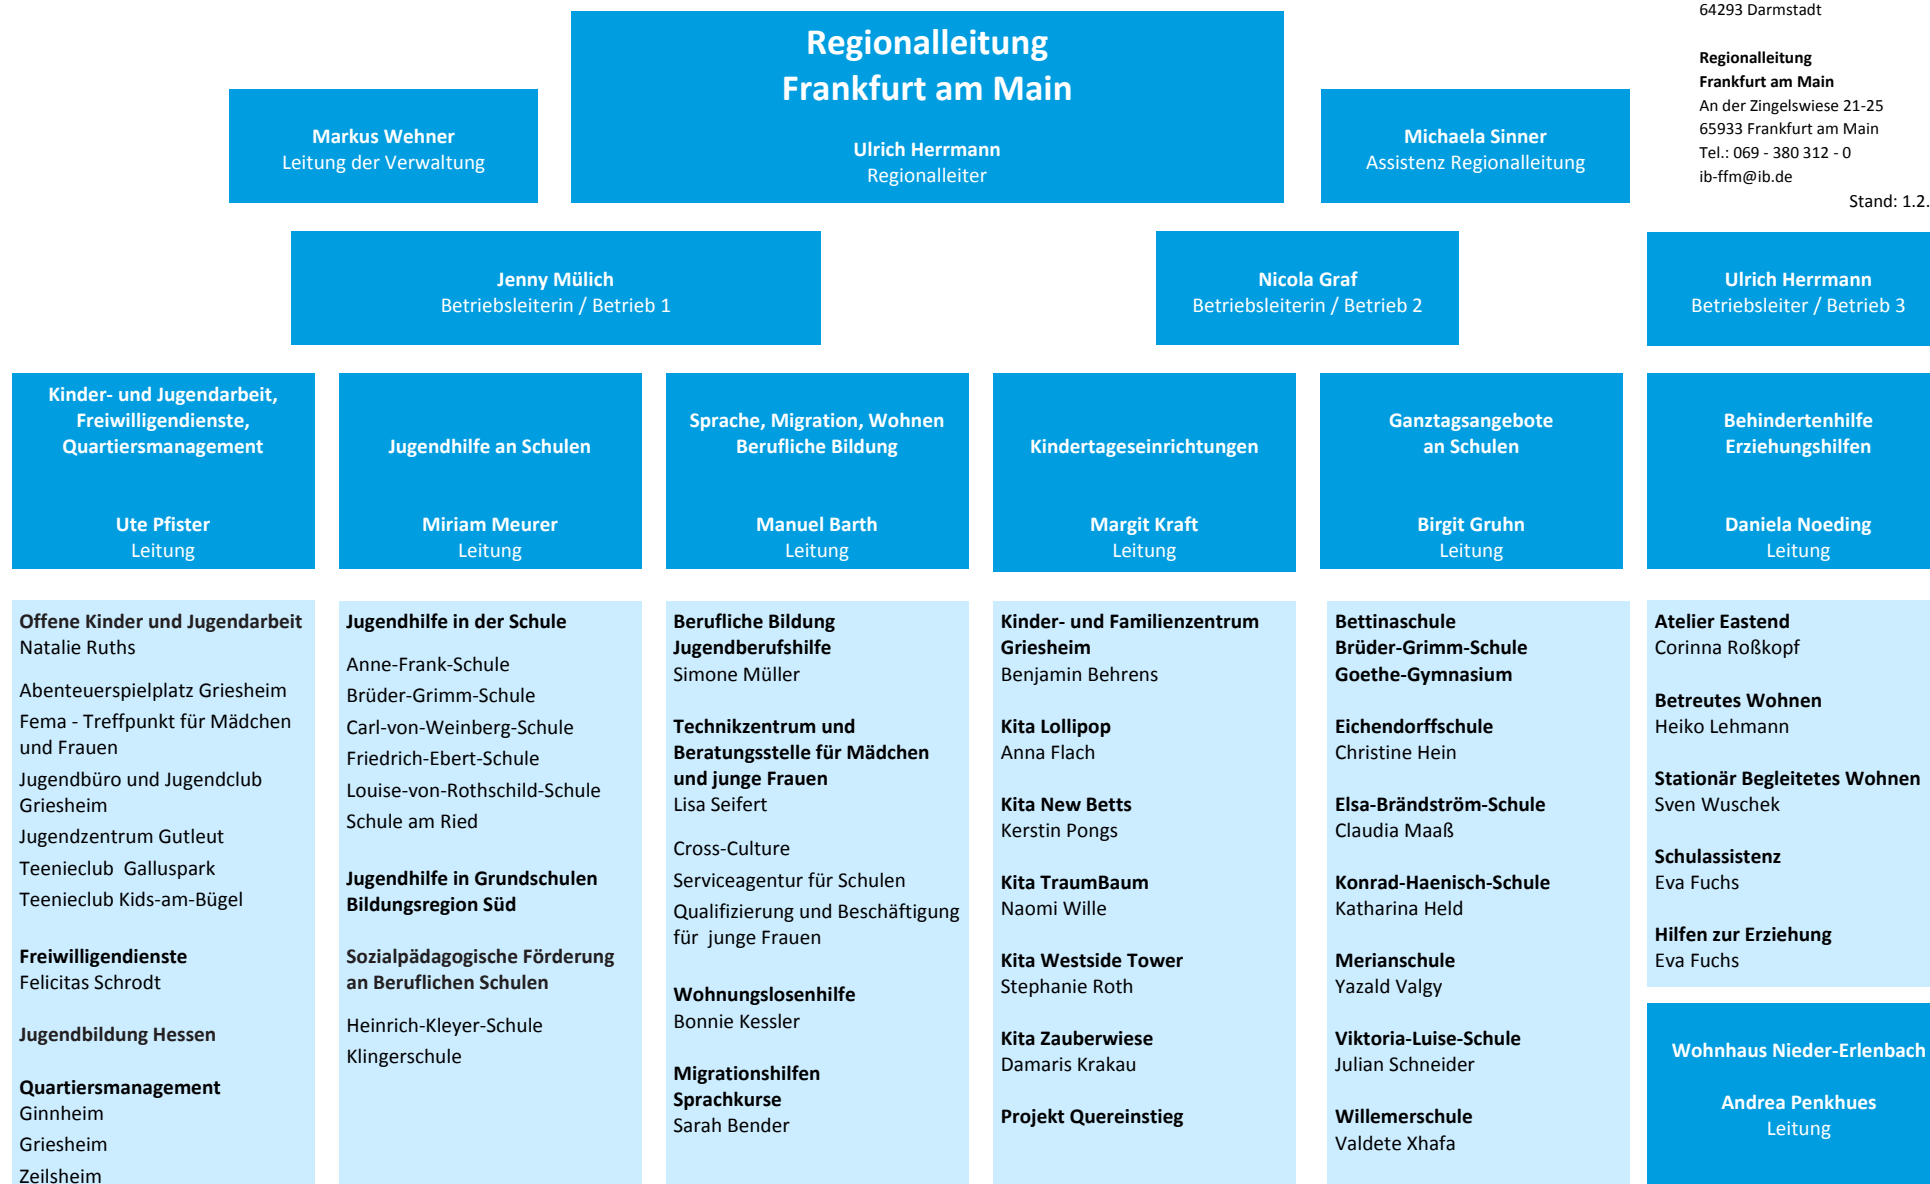 64293 Darmstadt
Regionalleitung
Frankfurt am Main
An der Zingelswiese 21-25
65933 Frankfurt am Main
Tel.: 069 - 380 312 - 0
ib-ffm@ib.de
Stand: 1.2.
Regionalleitung
Frankfurt am Main
Ulrich Herrmann
Regionalleiter
Markus Wehner
Leitung der Verwaltung
Michaela Sinner
Assistenz Regionalleitung
Jenny Mülich
Betriebsleiterin / Betrieb 1
Nicola Graf
Betriebsleiterin / Betrieb 2
Ulrich Herrmann
Betriebsleiter / Betrieb 3
Kinder- und Jugendarbeit,
Freiwilligendienste,
Quartiersmanagement
Ute Pfister
Leitung
Jugendhilfe an Schulen
Miriam Meurer
Leitung
Sprache, Migration, Wohnen
Berufliche Bildung
Manuel Barth
Leitung
Kindertageseinrichtungen
Margit Kraft
Leitung
Ganztagsangebote
an Schulen
Birgit Gruhn
Leitung
Behindertenhilfe
Erziehungshilfen
Daniela Noeding
Leitung
Offene Kinder und Jugendarbeit
Natalie Ruths
Abenteuerspielplatz Griesheim
Fema - Treffpunkt für Mädchen
und Frauen
Jugendbüro und Jugendclub
Griesheim
Jugendzentrum Gutleut
Teenieclub  Galluspark
Teenieclub Kids-am-Bügel
Freiwilligendienste
Felicitas Schrodt
Jugendbildung Hessen
Quartiersmanagement
Ginnheim
Griesheim
Zeilsheim
Jugendhilfe in der Schule
Anne-Frank-Schule
Brüder-Grimm-Schule
Carl-von-Weinberg-Schule
Friedrich-Ebert-Schule
Louise-von-Rothschild-Schule
Schule am Ried
Jugendhilfe in Grundschulen
Bildungsregion Süd
Sozialpädagogische Förderung
an Beruflichen Schulen
Heinrich-Kleyer-Schule
Klingerschule
Berufliche Bildung
Jugendberufshilfe
Simone Müller
Technikzentrum und
Beratungsstelle für Mädchen
und junge Frauen
Lisa Seifert
Cross-Culture
Serviceagentur für Schulen
Qualifizierung und Beschäftigung
für  junge Frauen
Wohnungslosenhilfe
Bonnie Kessler
Migrationshilfen
Sprachkurse
Sarah Bender
Kinder- und Familienzentrum
Griesheim
Benjamin Behrens
Kita Lollipop
Anna Flach
Kita New Betts
Kerstin Pongs
Kita TraumBaum
Naomi Wille
Kita Westside Tower
Stephanie Roth
Kita Zauberwiese
Damaris Krakau
Projekt Quereinstieg
Bettinaschule
Brüder-Grimm-Schule
Goethe-Gymnasium
Eichendorffschule
Christine Hein
Elsa-Brändström-Schule
Claudia Maaß
Konrad-Haenisch-Schule
Katharina Held
Merianschule
Yazald Valgy
Viktoria-Luise-Schule
Julian Schneider
Willemerschule
Valdete Xhafa
Atelier Eastend
Corinna Roßkopf
Betreutes Wohnen
Heiko Lehmann
Stationär Begleitetes Wohnen
Sven Wuschek
Schulassistenz
Eva Fuchs
Hilfen zur Erziehung
Eva Fuchs
Wohnhaus Nieder-Erlenbach
Andrea Penkhues
Leitung